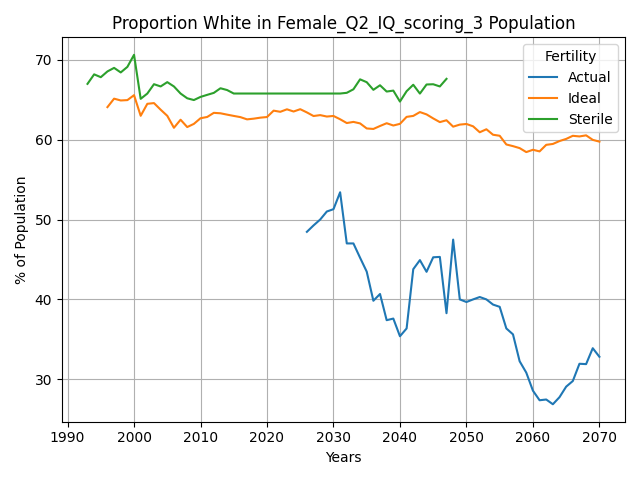 Proportion White in Female_Q2_IQ_scoring_3 Population
Fertility
Actual
Ideal
Sterile
% of Population
70
60
50
40
30
1990
2000
2010
2020
2030
2040
2050
2060
2070
Years